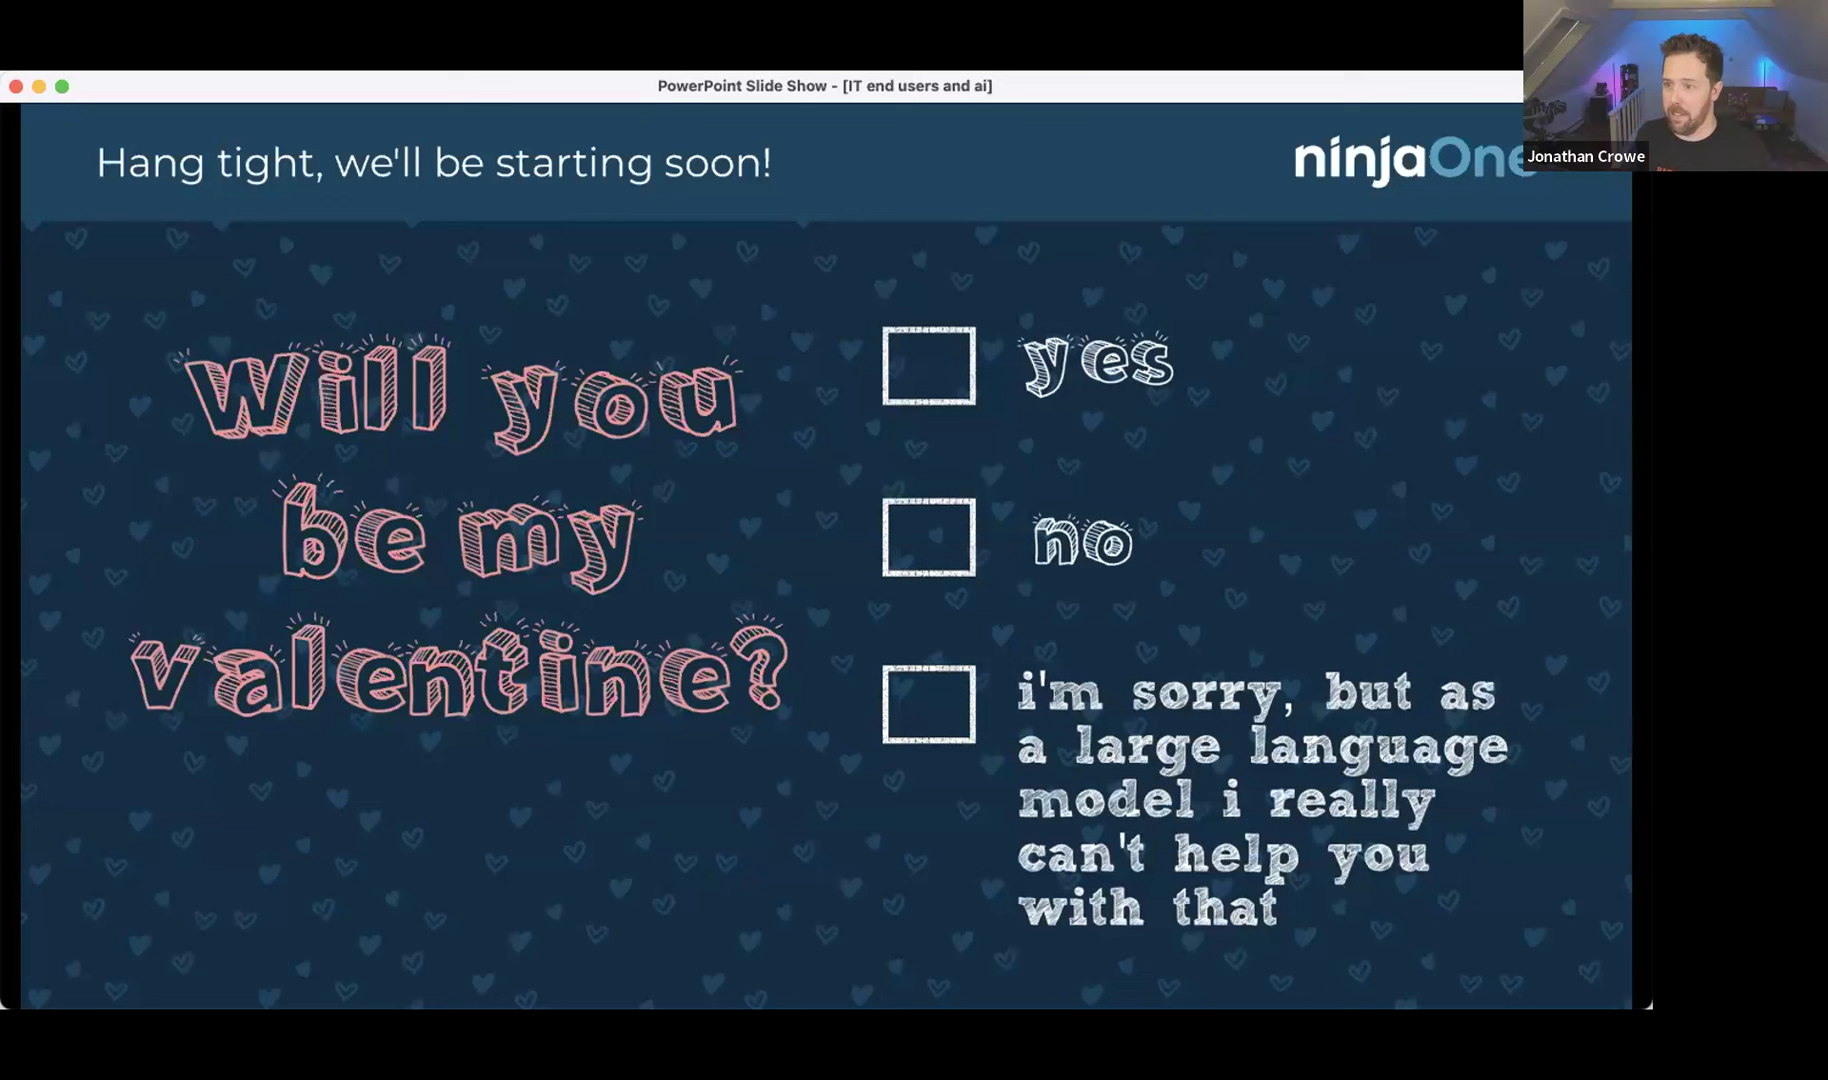 PowerPoint Slide Show - [IT end users and ai]
Hang tight, we'll be starting soon!
ninjaOne
Jonathan Crowe
will you
be my
valentine?
yes
no
i'm sorry, but as
a large language
model i really
can't help you
with that